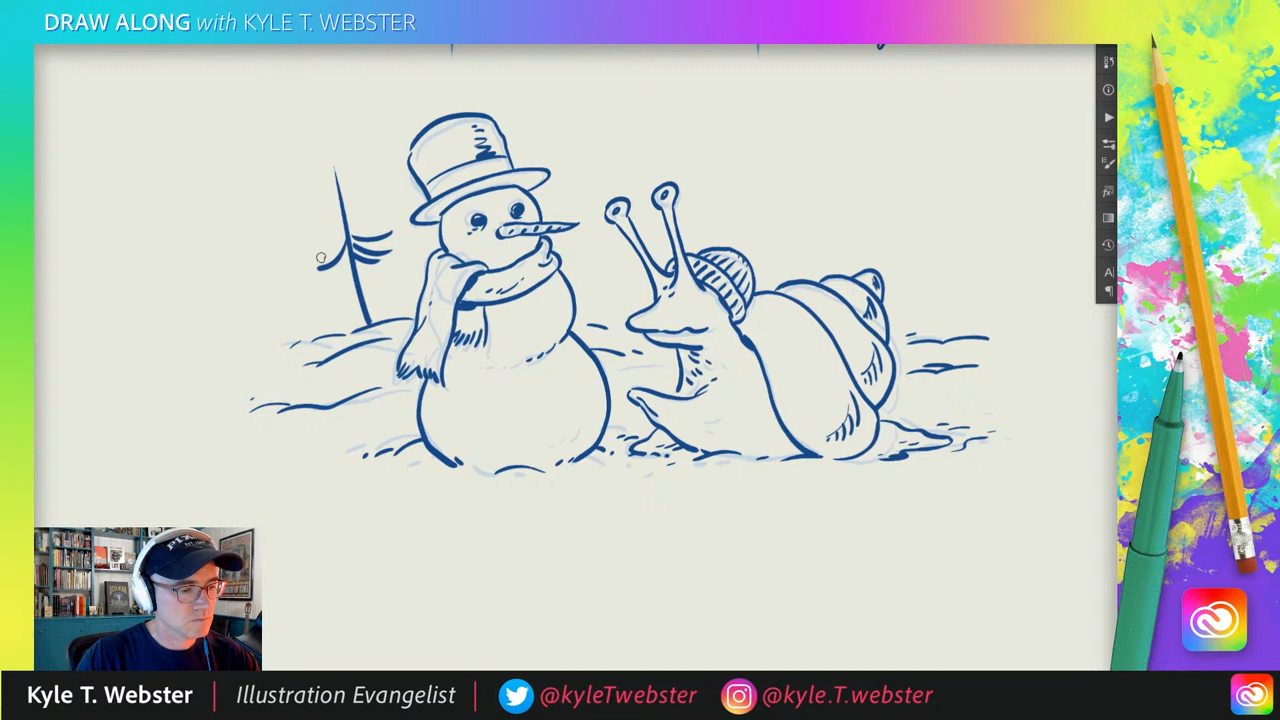 DRAW ALONG with KYLE T. WEBSTER
Kyle T. Webster | Illustration Evangelist | @kyleTwebster @kyle.T.webster